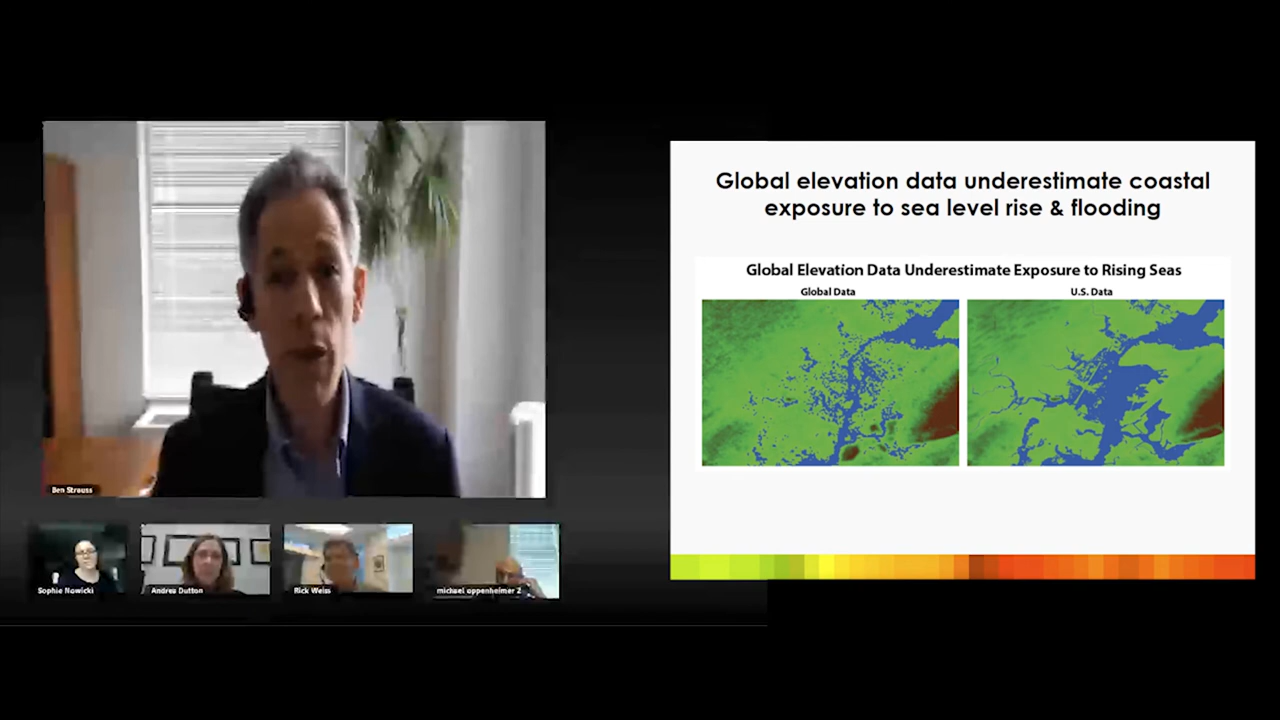 Ben Strauss
Sophie Nowicki
Andrea Dutton
Rick Weiss
michael oppenheimer 2
Global elevation data underestimate coastal
exposure to sea level rise & flooding
Global Elevation Data Underestimate Exposure to Rising Seas
Global Data
U.S. Data